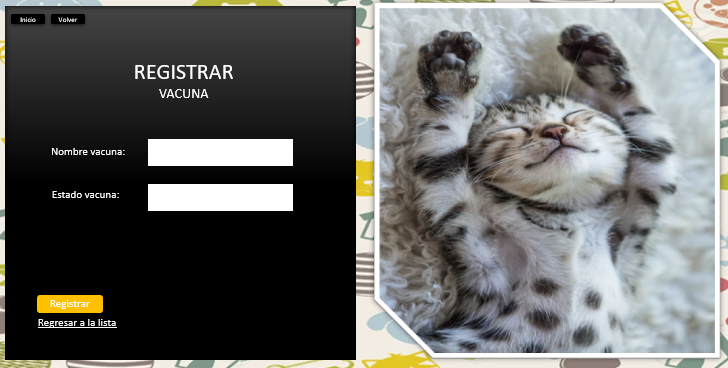 Inicio Volver
REGISTRAR
VACUNA
Nombre vacuna:
Estado vacuna:
Registrar
Regresar a la lista